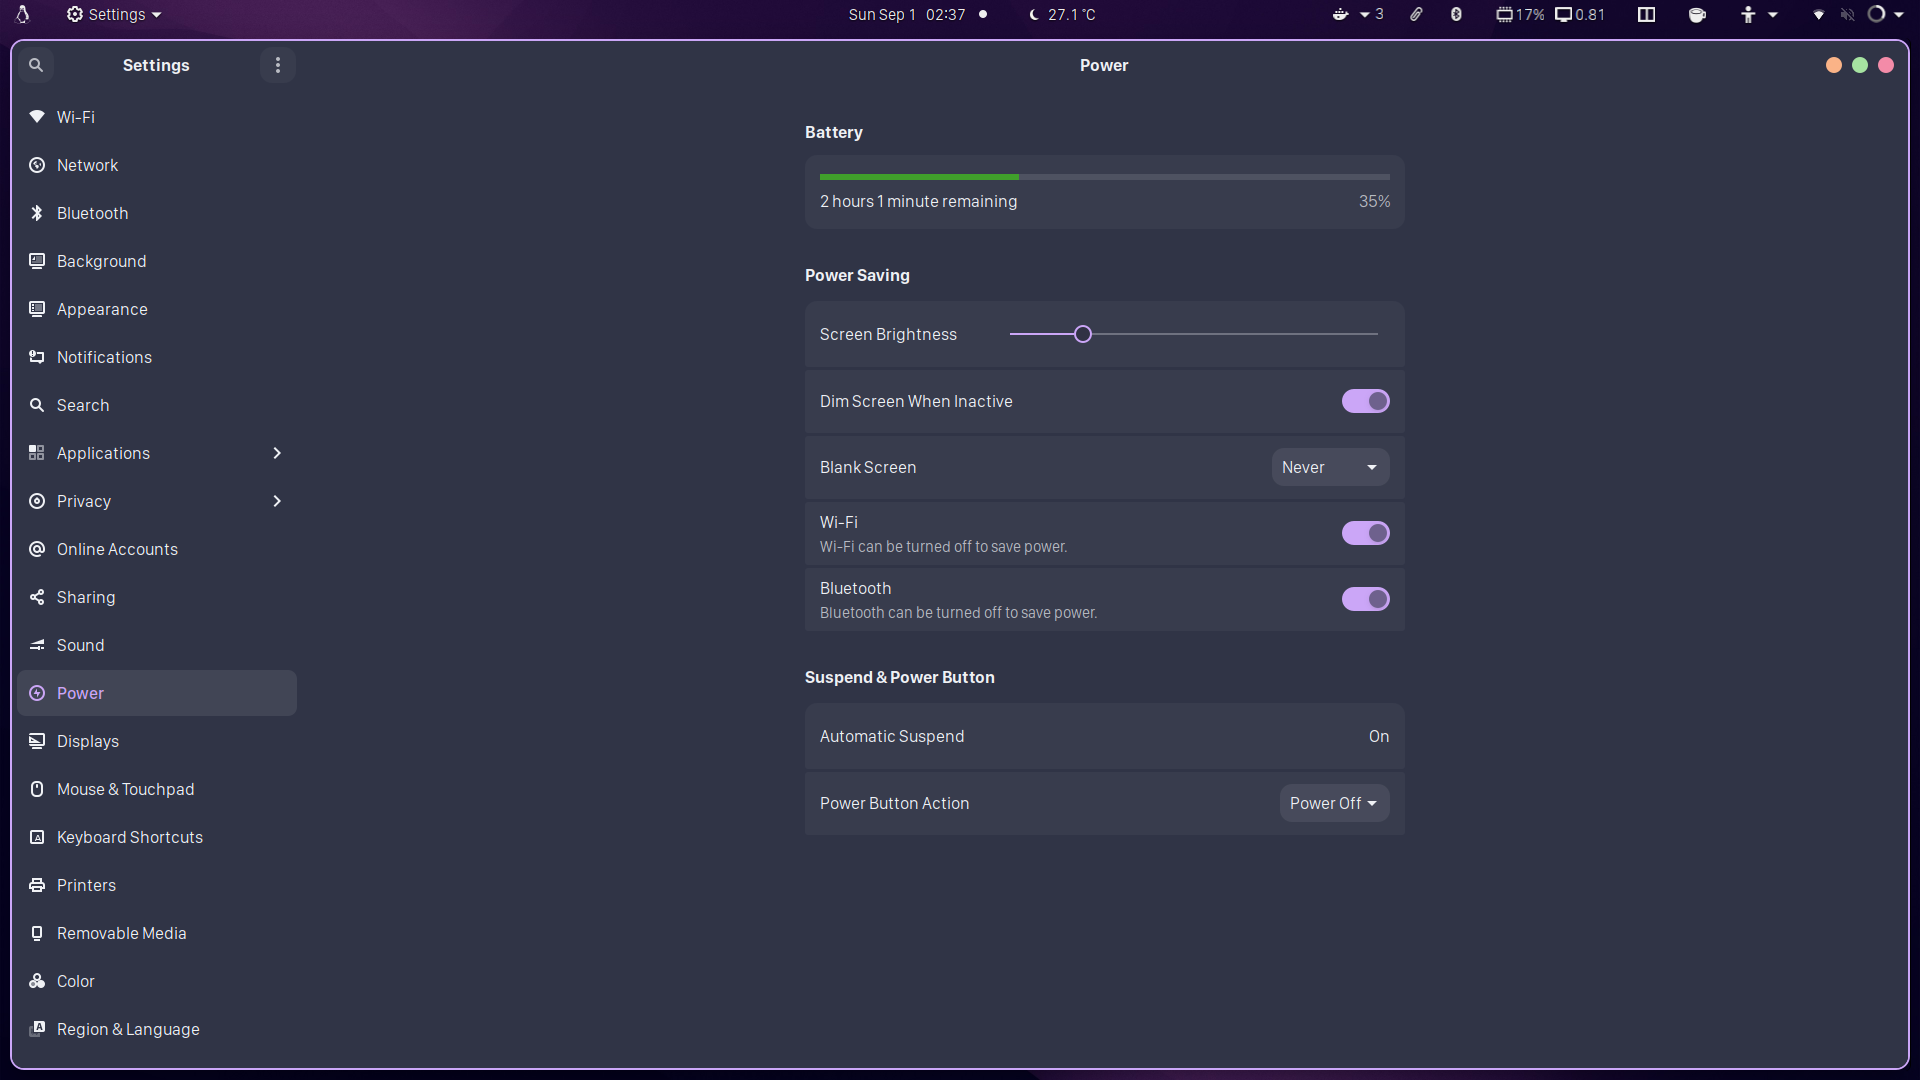 Settings
Sun Sep 1 02:37
27.1 °C
3
17%
0.81
Settings
Power
Wi-Fi
Network
Bluetooth
Background
Appearance
Notifications
Search
Applications
Privacy
Online Accounts
Sharing
Sound
Power
Displays
Mouse & Touchpad
Keyboard Shortcuts
Printers
Removable Media
Color
Region & Language
Battery
2 hours 1 minute remaining
35%
Power Saving
Screen Brightness
Dim Screen When Inactive
Blank Screen
Never
Wi-Fi
Wi-Fi can be turned off to save power.
Bluetooth
Bluetooth can be turned off to save power.
Suspend & Power Button
Automatic Suspend
On
Power Button Action
Power Off